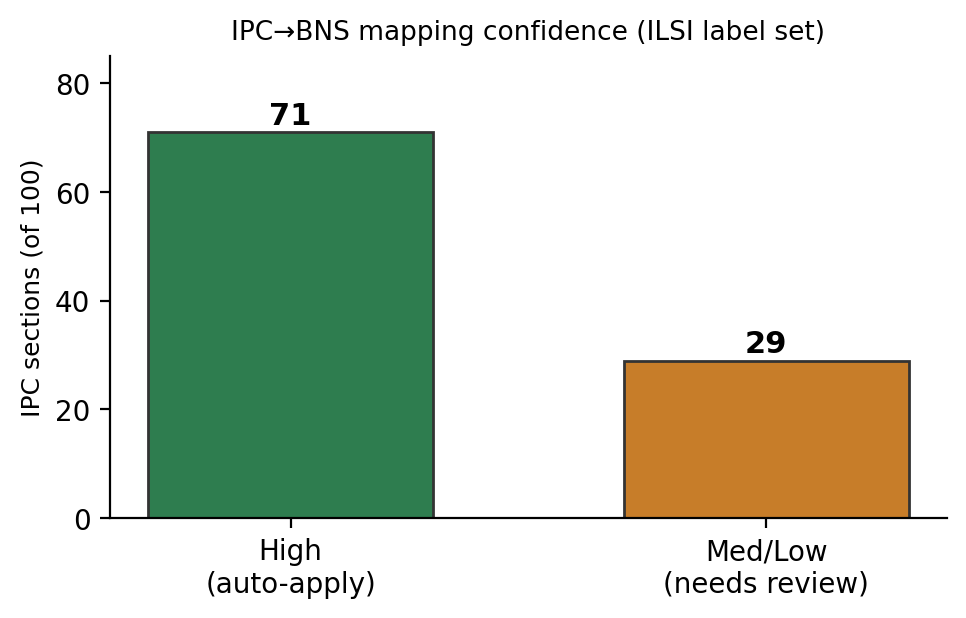 IPC→BNS mapping confidence (ILSI label set)
IPC sections (of 100)
80
60
40
20
0
71
29
High
(auto-apply)
Med/Low
(needs review)